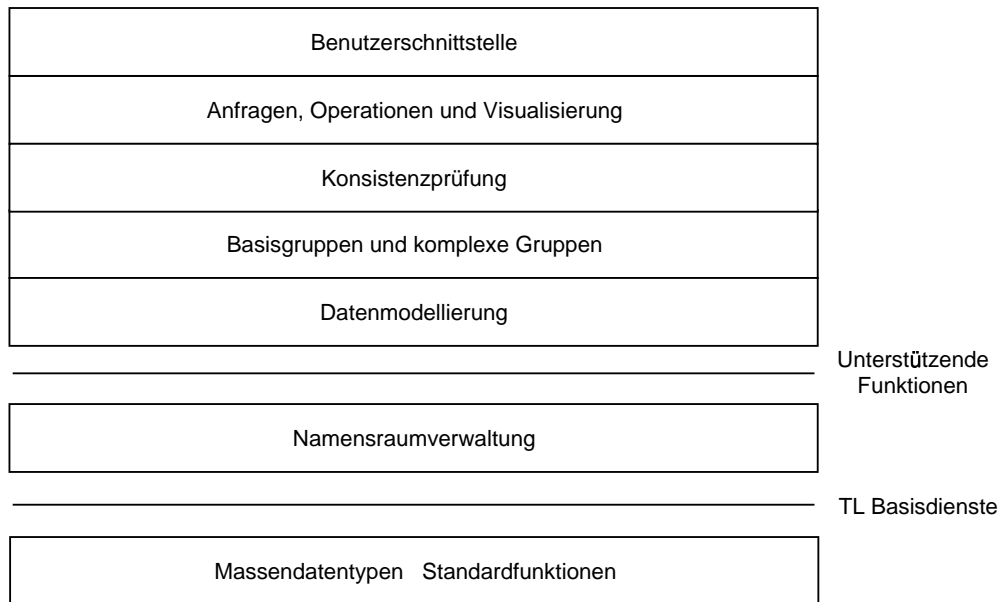 Benutzerschnittstelle
Anfragen, Operationen und Visualisierung
Konsistenzprüfung
Basisgruppen und komplexe Gruppen
Datenmodellierung
Unterstützende
Funktionen
Namensraumverwaltung
TL Basisdienste
Massendatentypen Standardfunktionen